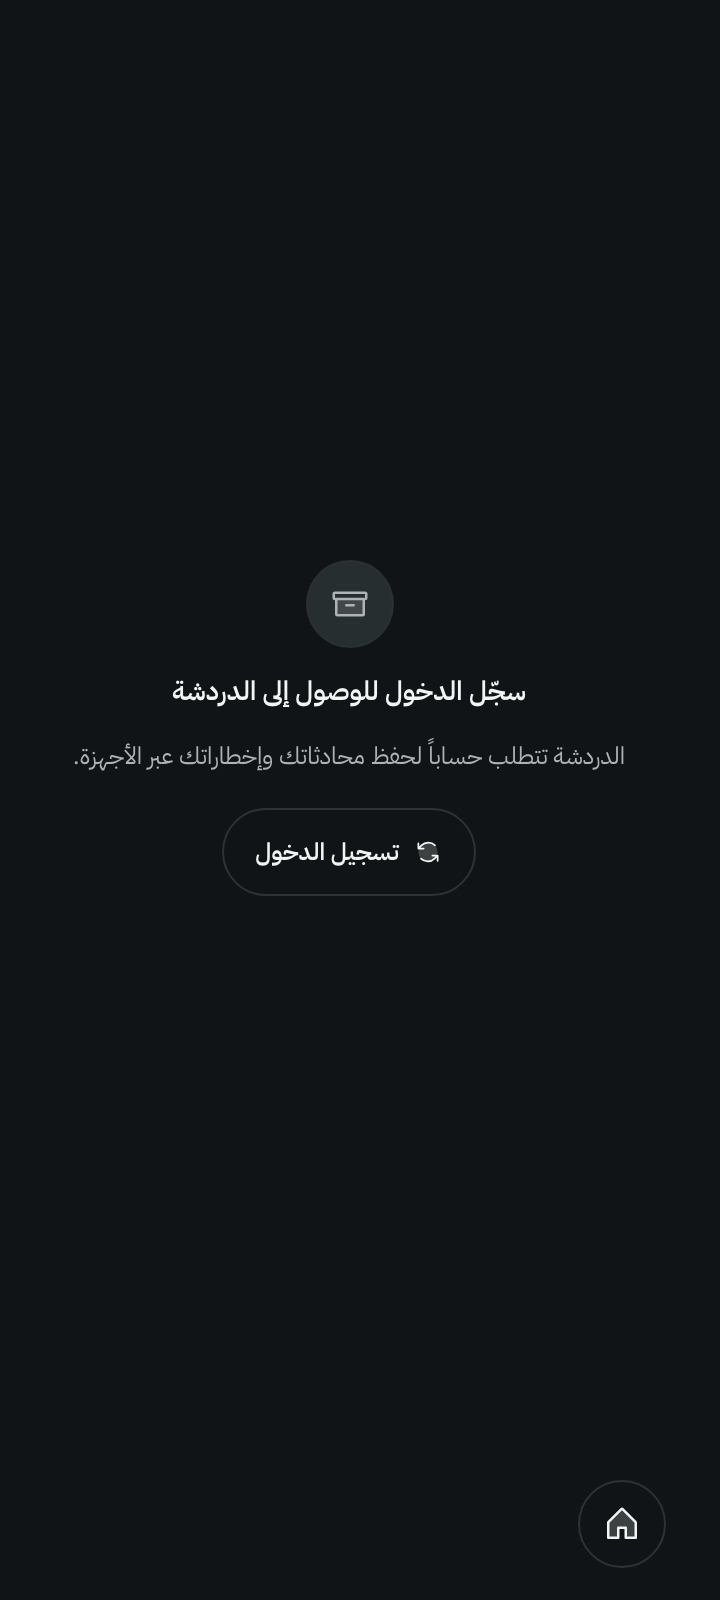 سجّل الدخول للوصول إلى الدردشة
الدردشة تتطلب حساباً لحفظ محادثاتك وإخطاراتك عبر الأجهزة.
تسجيل الدخول